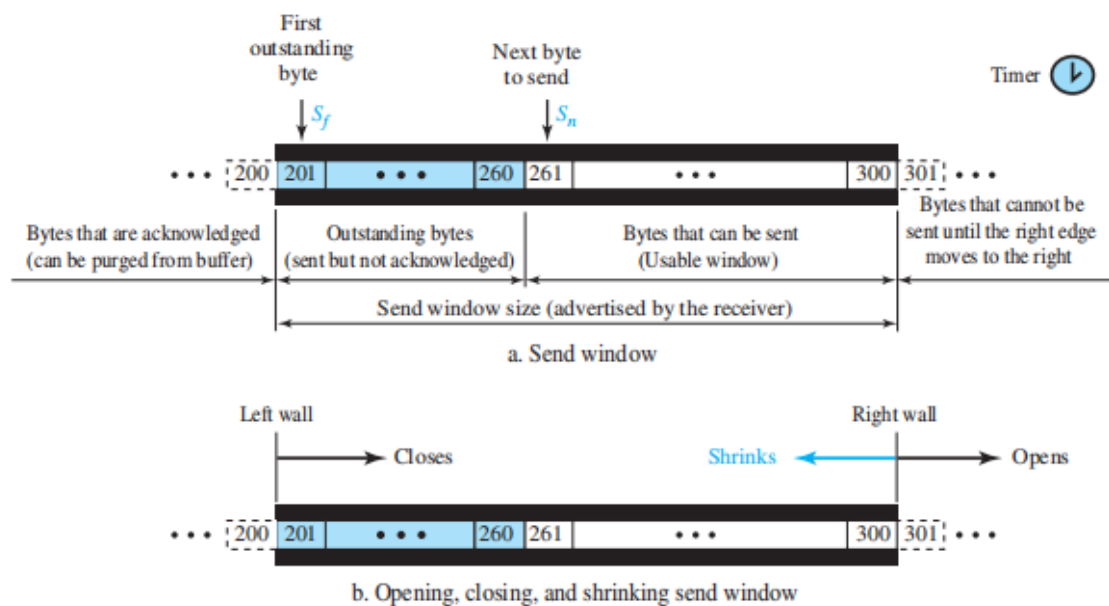 First
outstanding
byte
Next byte
to send
Timer
Sf
Sn
• • • 200 201 • • • 260 261 • • • 300 301 • • •
Bytes that are acknowledged
(can be purged from buffer)
Outstanding bytes
(sent but not acknowledged)
Bytes that can be sent
(Usable window)
Bytes that cannot be
sent until the right edge
moves to the right
Send window size (advertised by the receiver)
a. Send window
Left wall
Right wall
Closes
Shrinks
Opens
• • • 200 201 • • • 260 261 • • • 300 301 • • •
b. Opening, closing, and shrinking send window